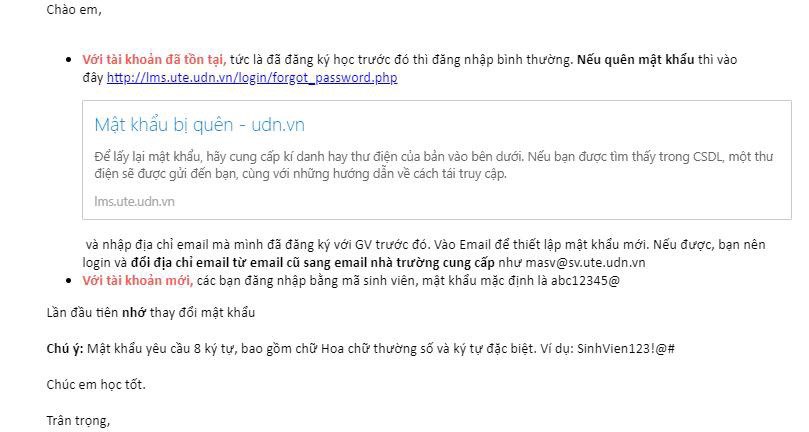 Chào em,
Với tài khoản đã tồn tại, tức là đã đăng ký học trước đó thì đăng nhập bình thường. Nếu quên mật khẩu thì vào
đây http://lms.ute.udn.vn/login/forgot_password.php
Mật khẩu bị quên - udn.vn
Để lấy lại mật khẩu, hãy cung cấp kí danh hay thư điện của bản vào bên dưới. Nếu bạn được tìm thấy trong CSDL, một thư
điện sẽ được gửi đến bạn, cùng với những hướng dẫn về cách tái truy cập.
lms.ute.udn.vn
và nhập địa chỉ email mà mình đã đăng ký với GV trước đó. Vào Email để thiết lập mật khẩu mới. Nếu được, bạn nên
login và đổi địa chỉ email từ email cũ sang email nhà trường cung cấp như masv@sv.ute.udn.vn
Với tài khoản mới, các bạn đăng nhập bằng mã sinh viên, mật khẩu mặc định là abc12345@
Lần đầu tiên nhớ thay đổi mật khẩu
Chú ý: Mật khẩu yêu cầu 8 ký tự, bao gồm chữ Hoa chữ thường số và ký tự đặc biệt. Ví dụ: SinhVien123!@#
Chúc em học tốt.
Trân trọng,